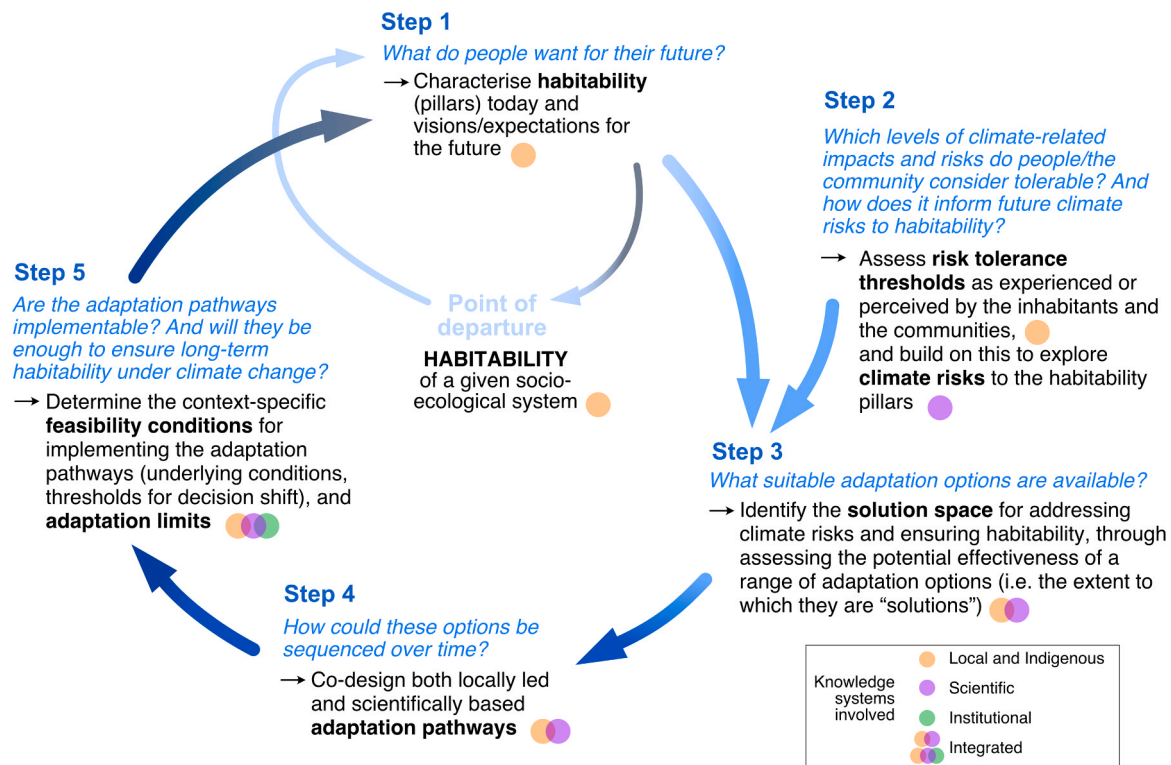 Step 1
What do people want for their future?
→ Characterise habitability
(pillars) today and
visions/expectations for
the future
Step 2
Which levels of climate-related
impacts and risks do people/the
community consider tolerable? And
how does it inform future climate
risks to habitability?
→ Assess risk tolerance
thresholds as experienced or
perceived by the inhabitants and
the communities,
and build on this to explore
climate risks to the habitability
pillars
Step 3
What suitable adaptation options are available?
→ Identify the solution space for addressing
climate risks and ensuring habitability, through
assessing the potential effectiveness of a
range of adaptation options (i.e. the extent to
which they are “solutions”)
Step 4
How could these options be
sequenced over time?
→ Co-design both locally led
and scientifically based
adaptation pathways
Step 5
Are the adaptation pathways
implementable? And will they be
enough to ensure long-term
habitability under climate change?
→ Determine the context-specific
feasibility conditions for
implementing the adaptation
pathways (underlying conditions,
thresholds for decision shift), and
adaptation limits
Point of
departure
HABITABILITY
of a given socio-
ecological system
Knowledge
systems
involved
Local and Indigenous
Scientific
Institutional
Integrated